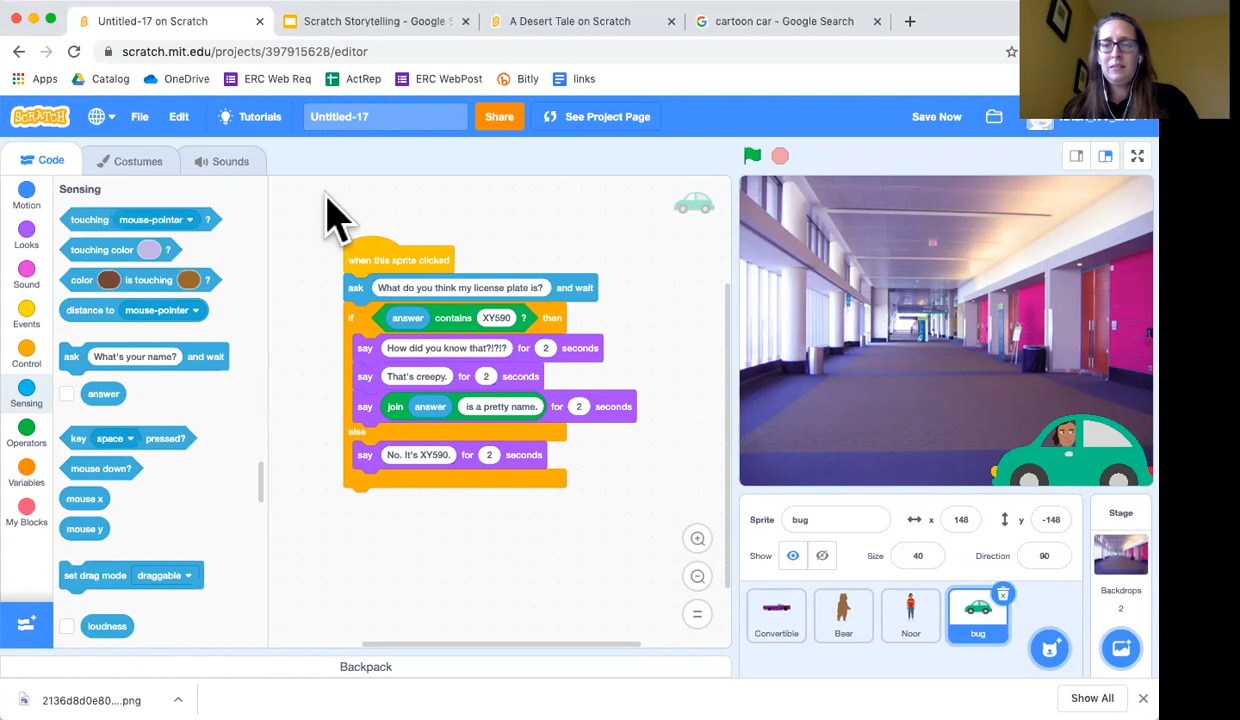 Untitled-17 on Scratch
Scratch Storytelling - Google S
A Desert Tale on Scratch
cartoon car - Google Search
scratch.mit.edu/projects/397915628/editor
Apps
Catalog
OneDrive
ERC Web Req
ActRep
ERC WebPost
Bitly
links
SCRATCH
File
Edit
Tutorials
Untitled-17
Share
See Project Page
Save Now
Code
Costumes
Sounds
Motion
Looks
Sound
Events
Control
Sensing
Operators
Variables
My Blocks
Sensing
touching mouse-pointer ?
touching color ?
color is touching ?
distance to mouse-pointer
ask What's your name? and wait
answer
key space pressed?
mouse down?
mouse x
mouse y
set drag mode draggable
loudness
when this sprite clicked
ask What do you think my license plate is? and wait
if answer contains XY590 ? then
say How did you know that?!?!? for 2 seconds
say That's creepy. for 2 seconds
say join answer is a pretty name. for 2 seconds
else
say No. It's XY590. for 2 seconds
Sprite bug x 148 y -148
Show Size 40 Direction 90
Convertible
Bear
Noor
bug
Stage
Backdrops
2
Backpack
2136d8d0e80....png
Show All